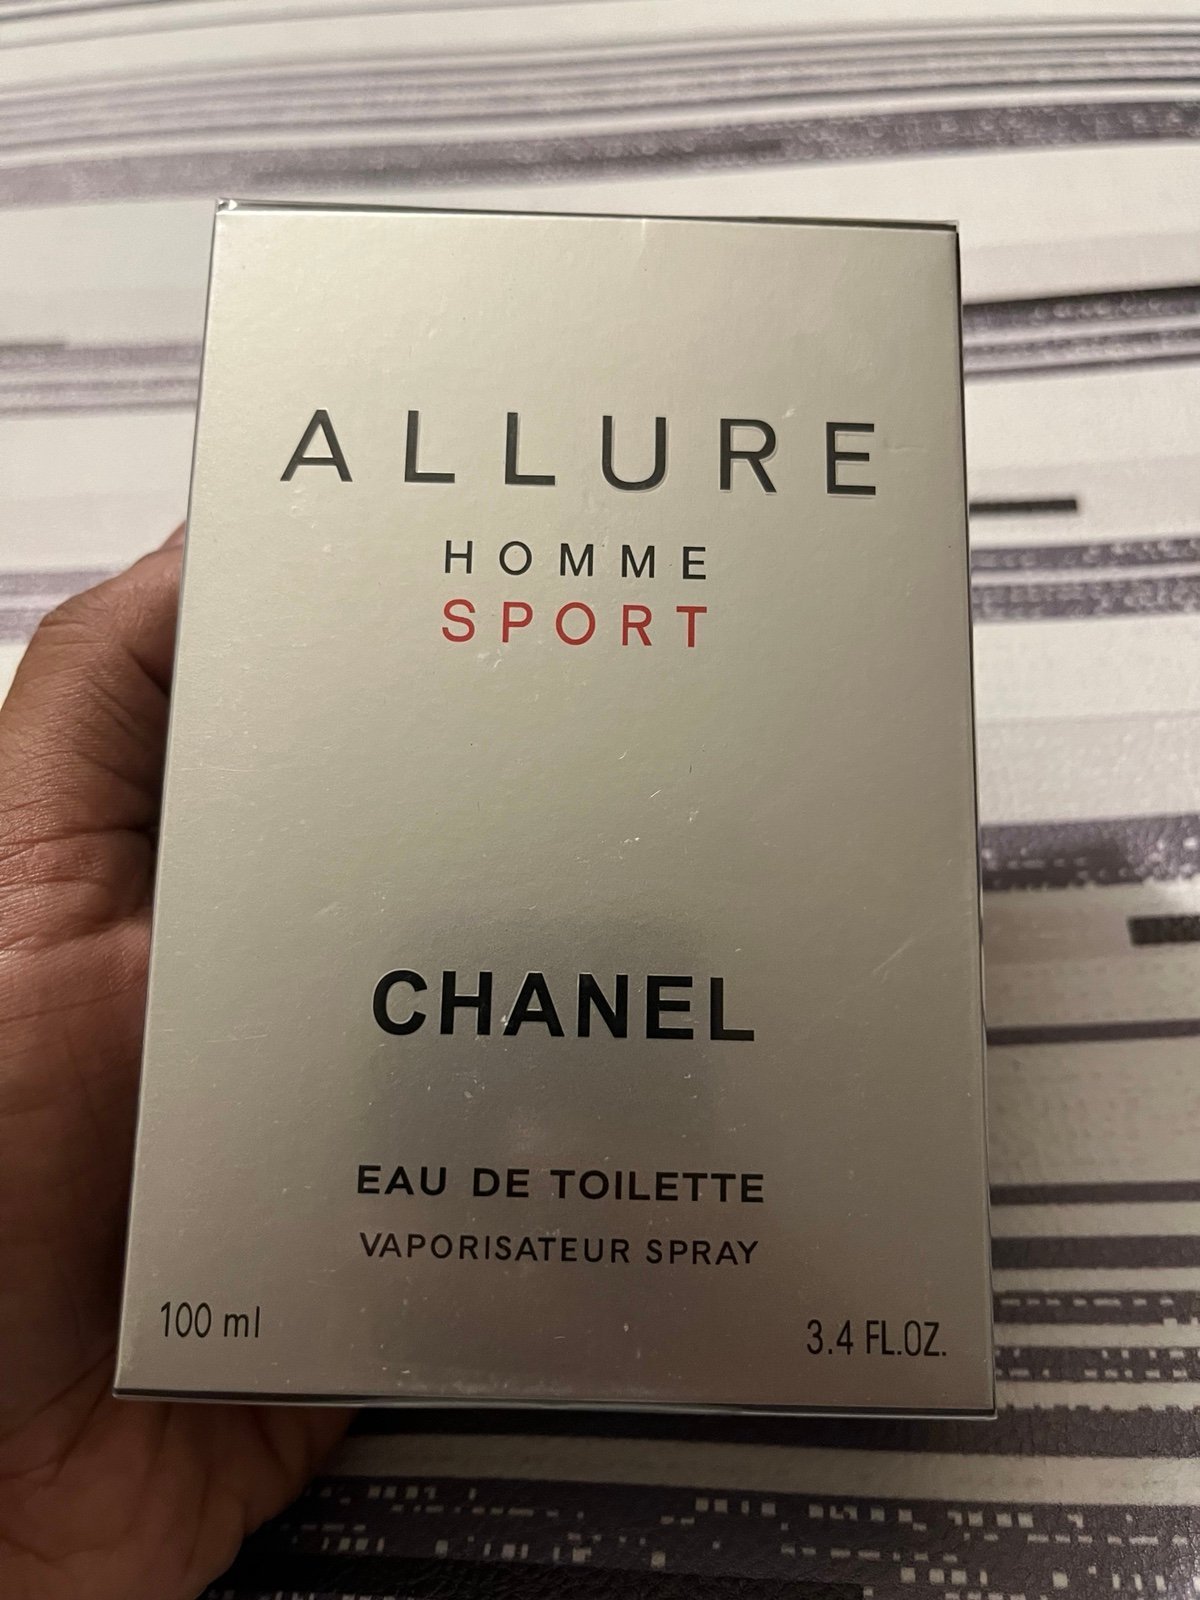 ALLURE
HOMME
SPORT
CHANEL
EAU DE TOILETTE
VAPORISATEUR SPRAY
100 ml
3.4 FL.OZ.